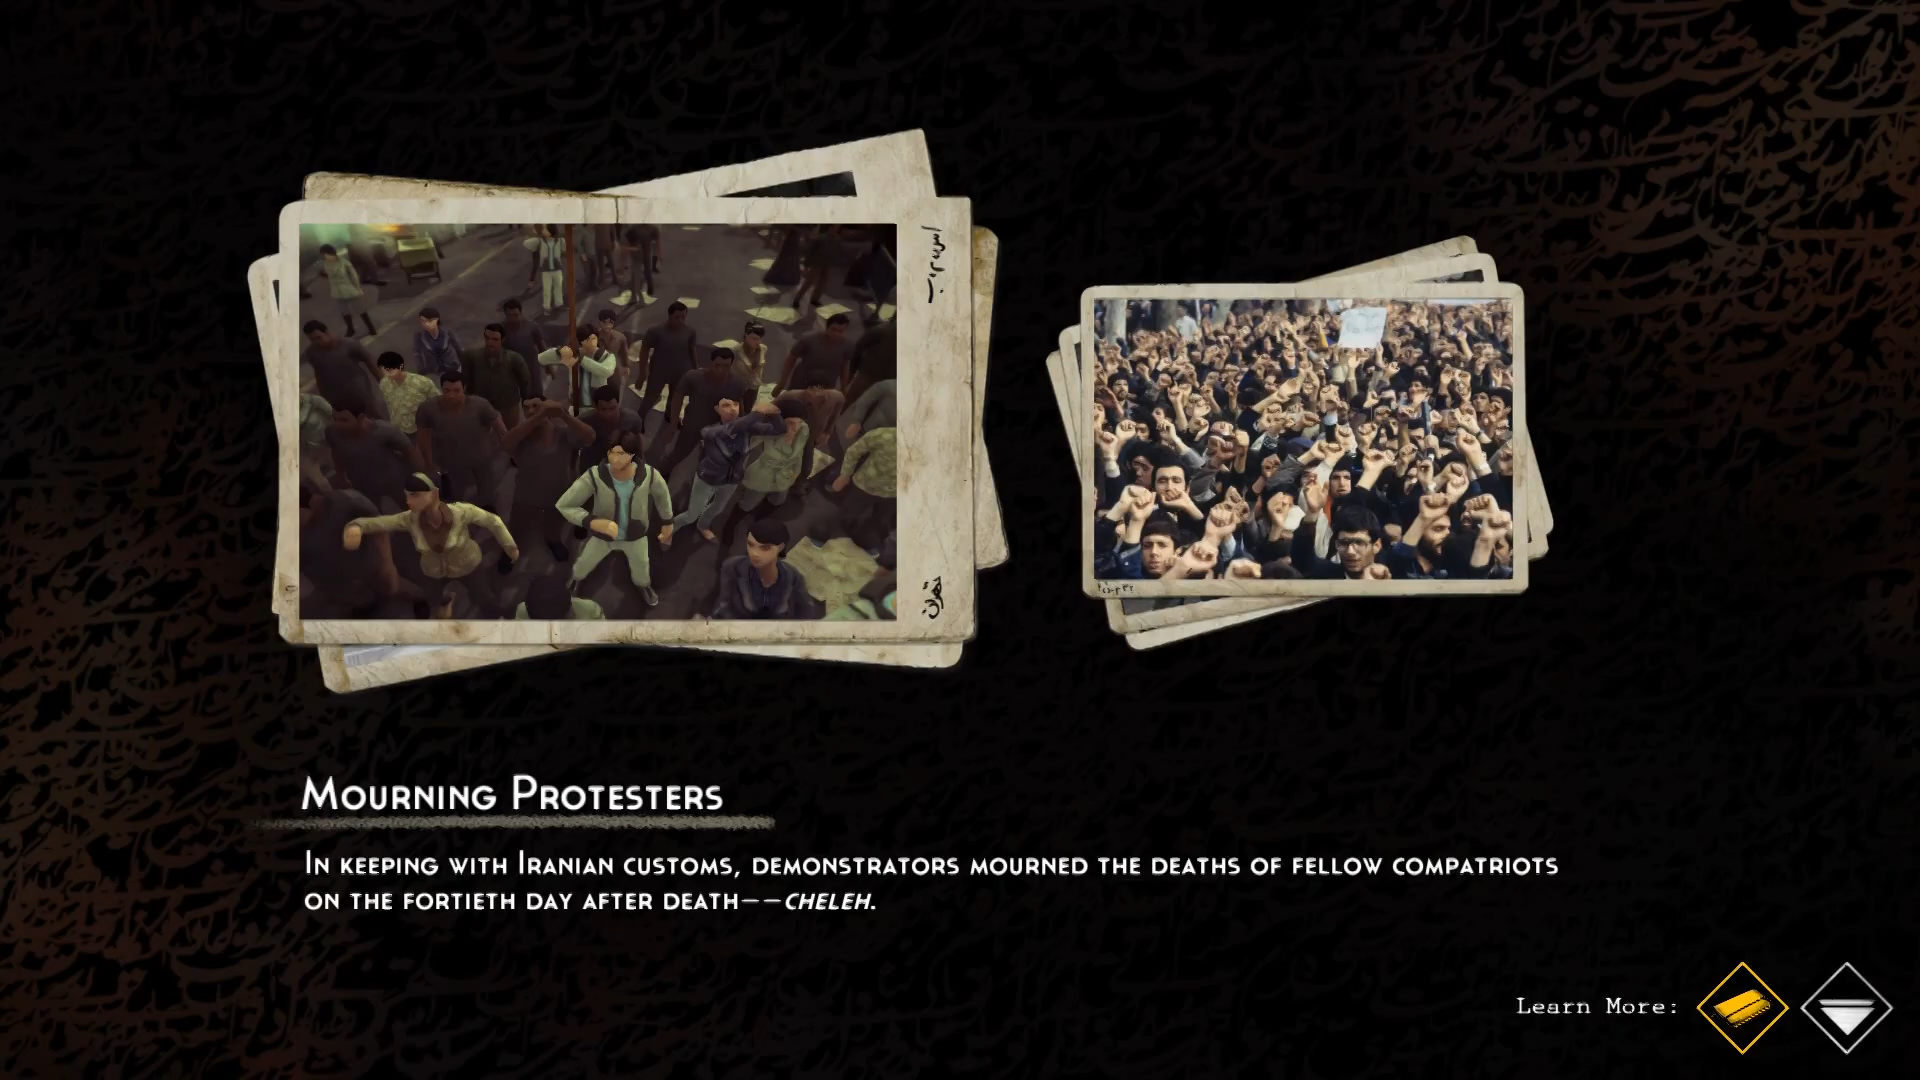 Mourning Protesters
In keeping with Iranian customs, demonstrators mourned the deaths of fellow compatriots
on the fortieth day after death——cheleh.
Learn More:
تهران